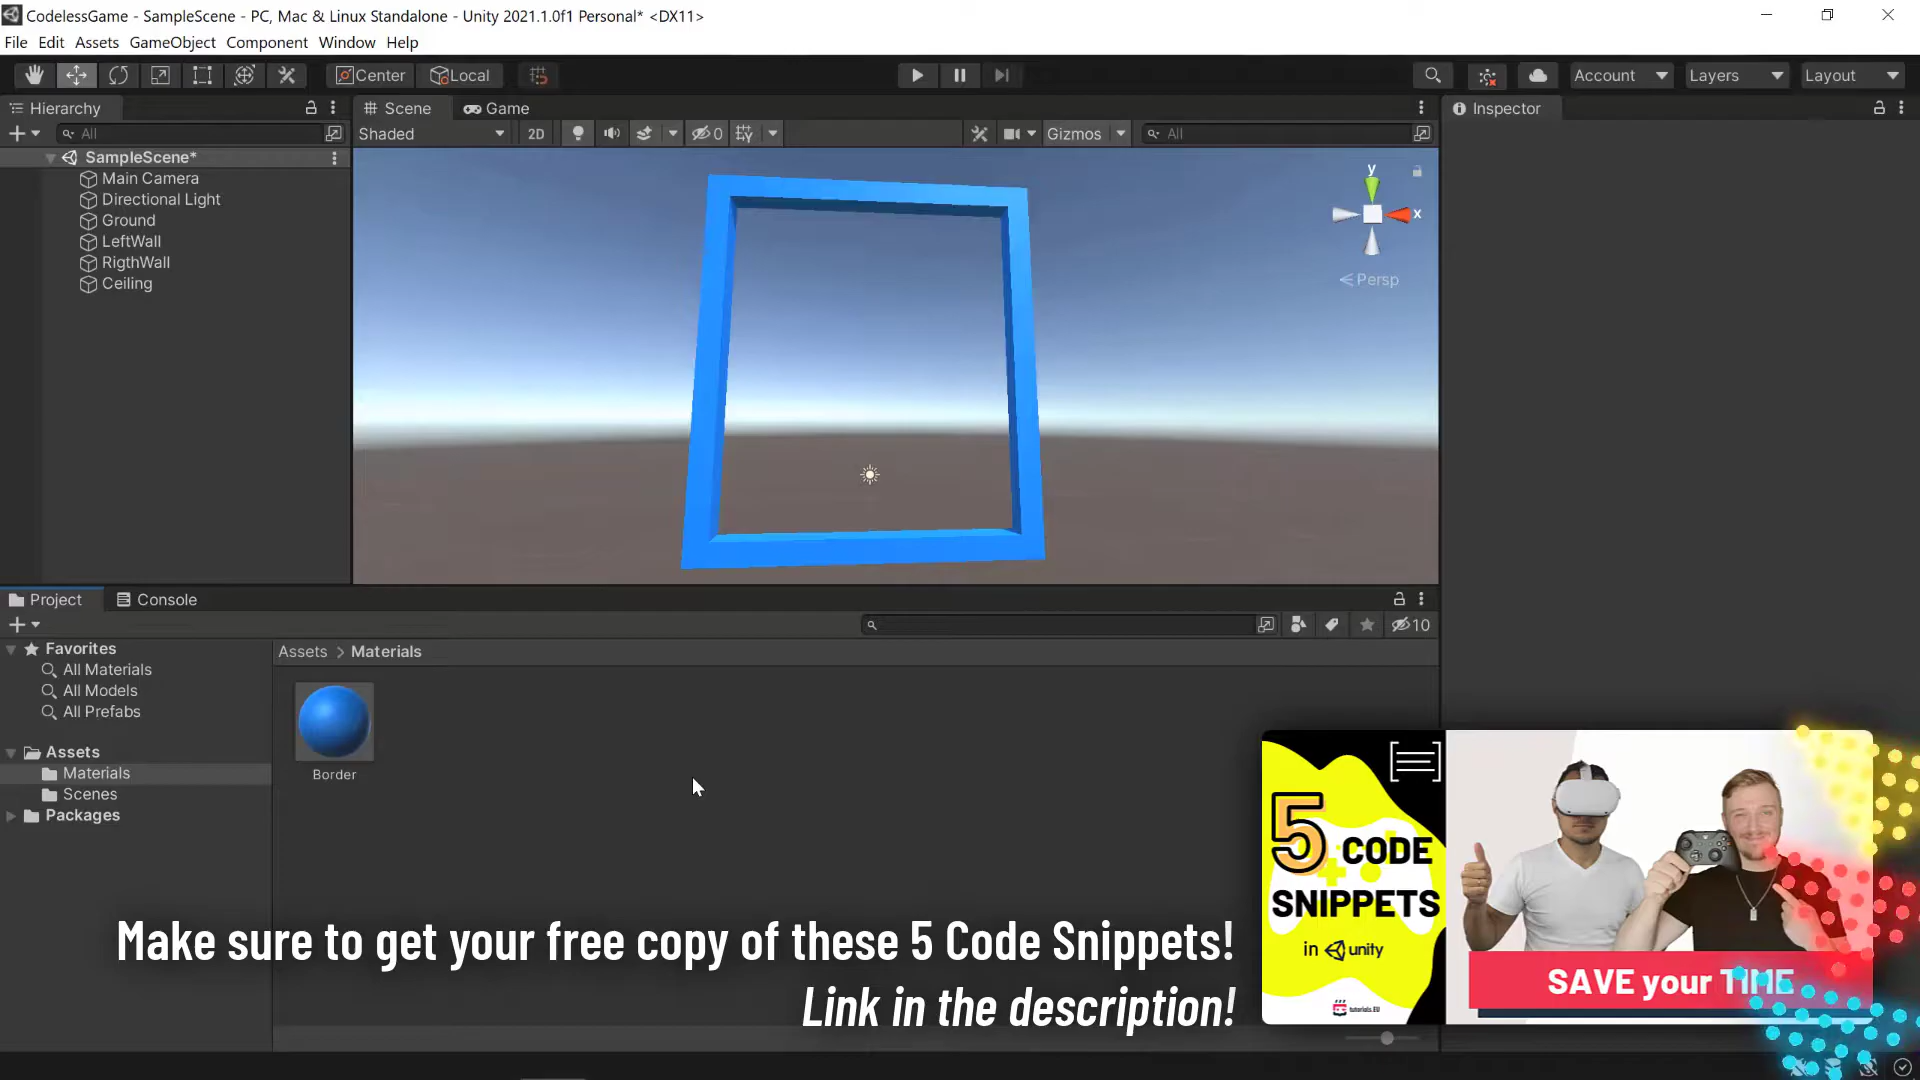 CodelessGame - SampleScene - PC, Mac & Linux Standalone - Unity 2021.1.0f1 Personal* <DX11>
File Edit Assets GameObject Component Window Help
Center Local Account Layers Layout
Hierarchy Scene Game Inspector
All Shaded 2D 0 Gizmos All
SampleScene*
Main Camera
Directional Light
Ground
LeftWall
RigthWall
Ceiling
y
x
Persp
Project Console
10
Favorites
All Materials
All Models
All Prefabs
Assets
Materials
Scenes
Packages
Assets > Materials
Border
Make sure to get your free copy of these 5 Code Snippets!
Link in the description!
5 CODE
SNIPPETS
in unity
tutorials.EU
SAVE your TIME